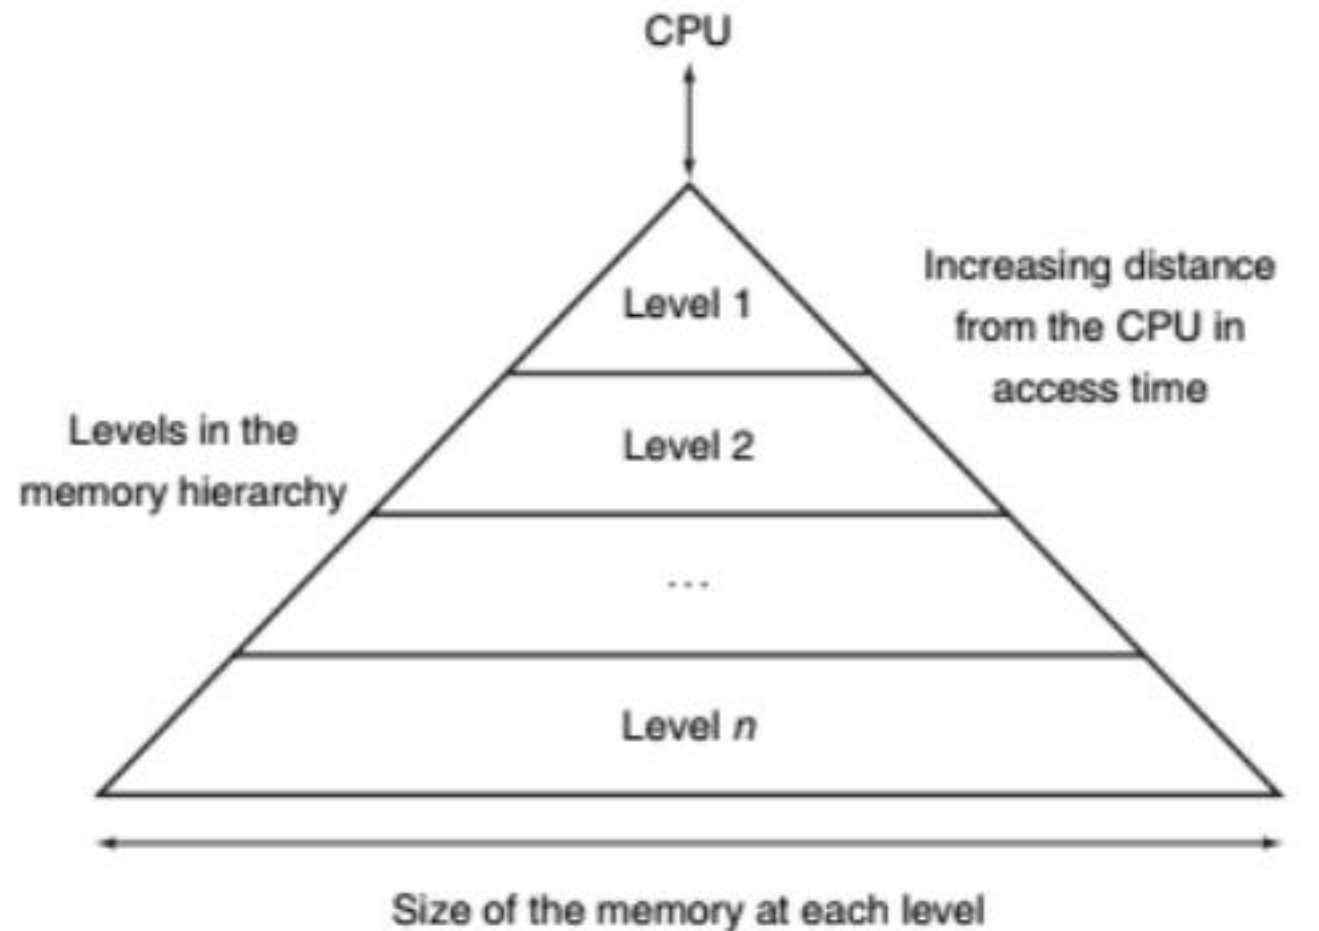 CPU
Increasing distance
from the CPU in
access time
Level 1
Levels in the
memory hierarchy
Level 2
...
Level n
Size of the memory at each level